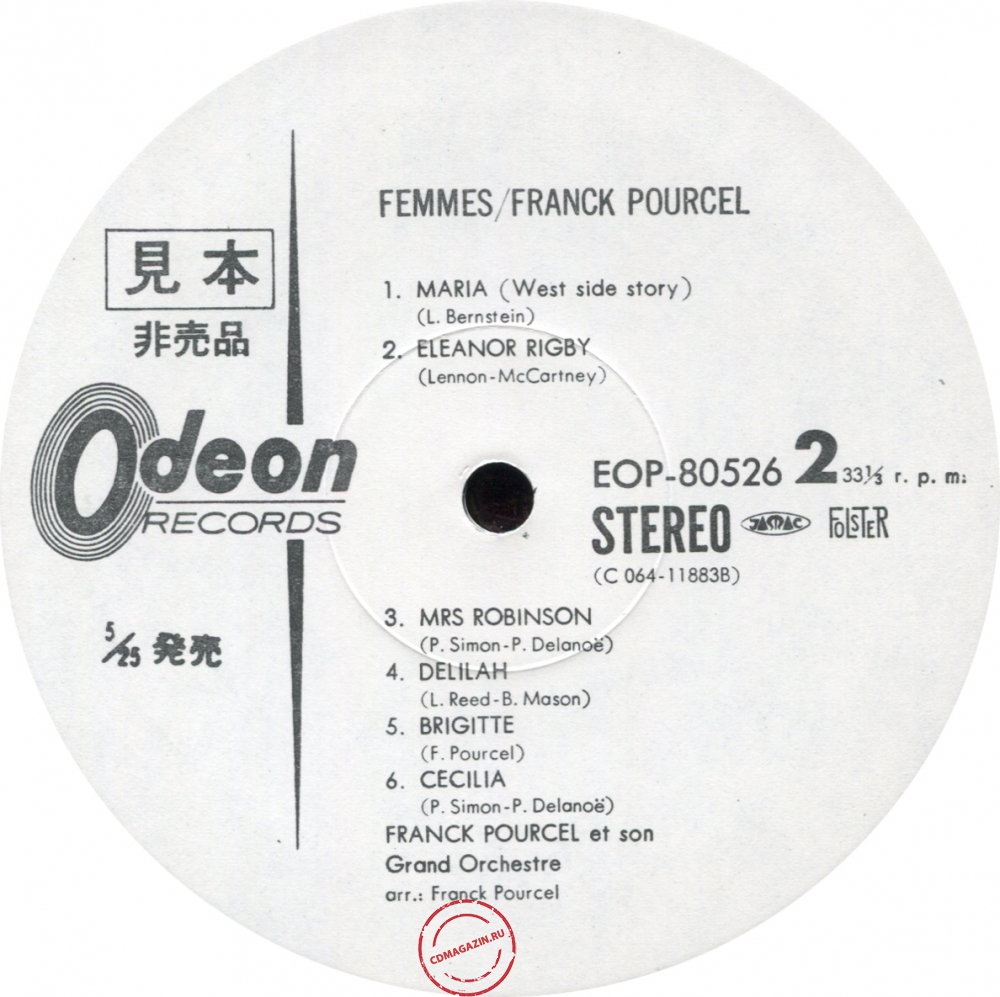 FEMMES/FRANCK POURCEL
見本
非売品
1. MARIA (West side story)
(L. Bernstein)
2. ELEANOR RIGBY
(Lennon-McCartney)
Odeon
RECORDS
EOP-80526 2 33⅓ r. p. m.
STEREO JASRAC FOLSTER
(C 064-11883B)
5/25 発売
3. MRS ROBINSON
(P. Simon-P. Delanoë)
4. DELILAH
(L. Reed-B. Mason)
5. BRIGITTE
(F. Pourcel)
6. CECILIA
(P. Simon-P. Delanoë)
FRANCK POURCEL et son
Grand Orchestre
arr.: Franck Pourcel
CDMAGAZIN.RU